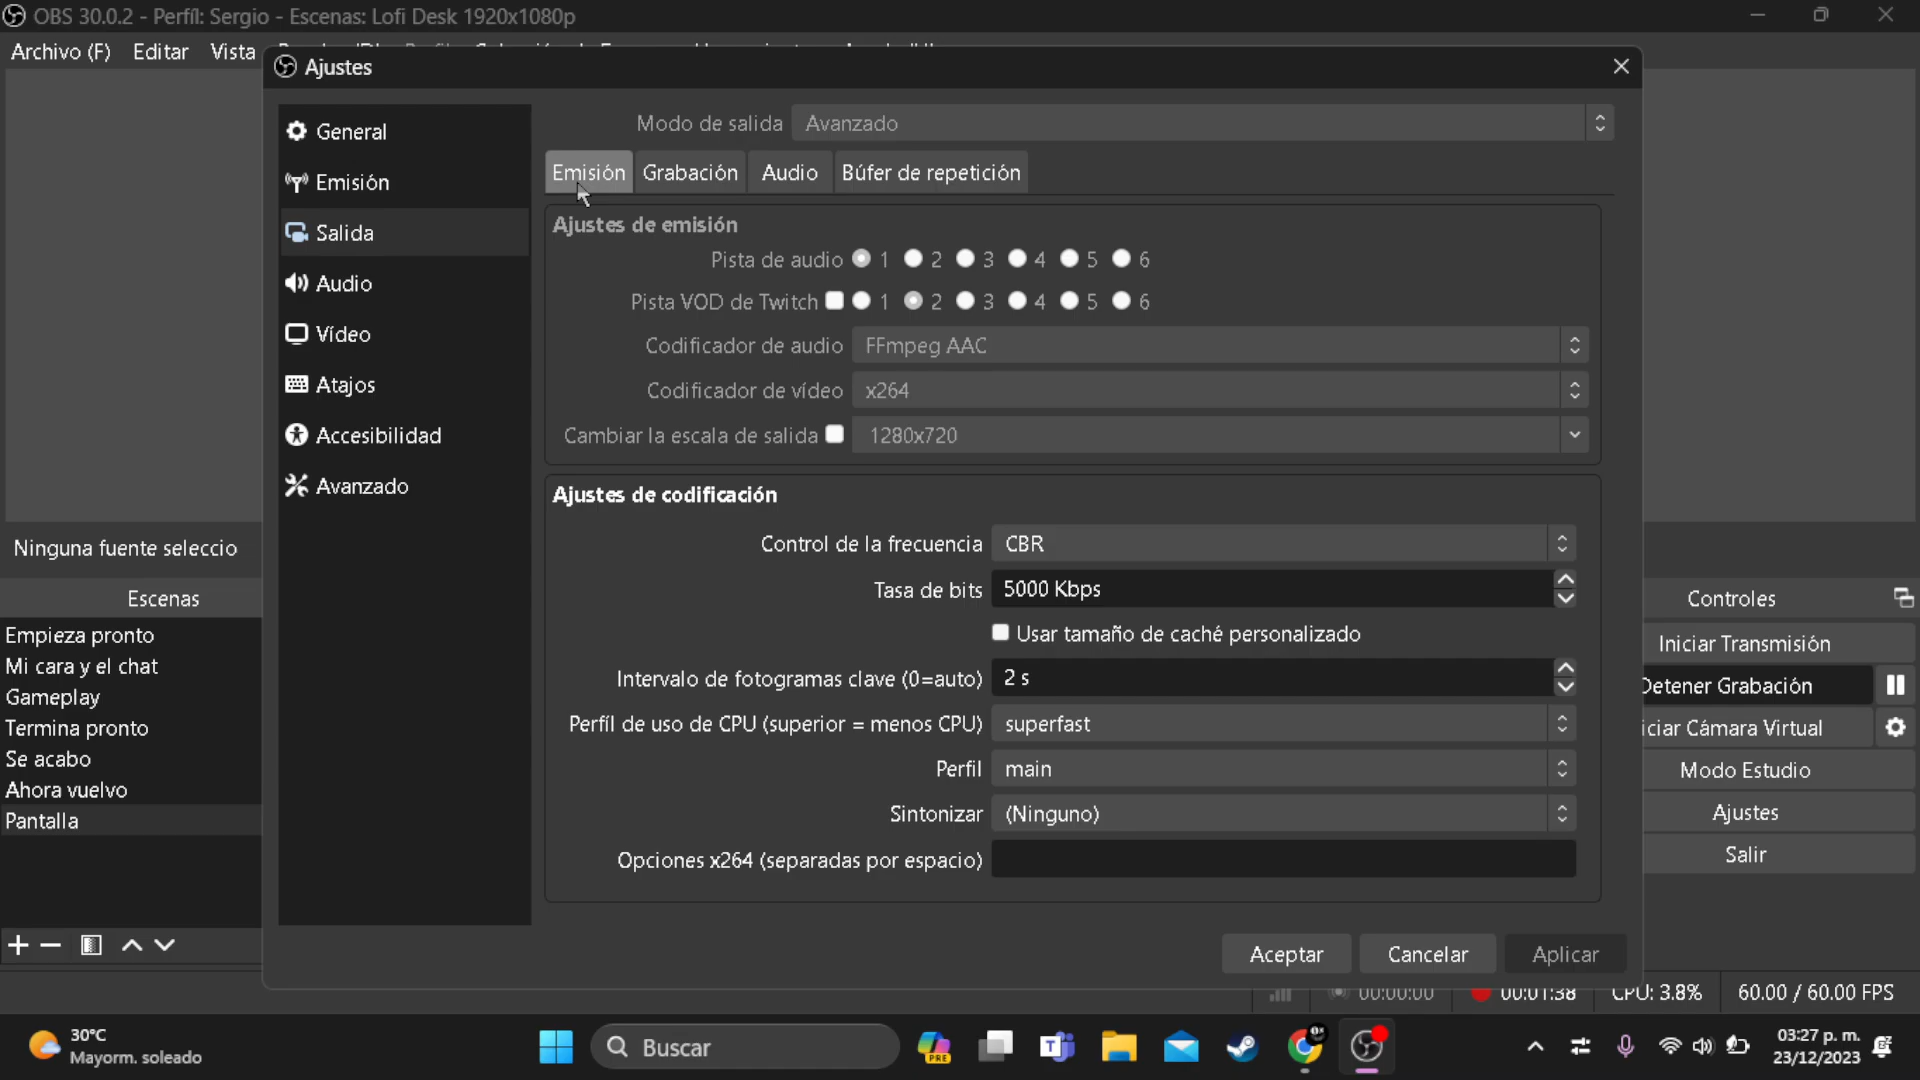 OBS 30.0.2 - Perfil: Sergio - Escenas: Lofi Desk 1920x1080p
Archivo (F) Editar Vista
Ajustes
General
Emisión
Salida
Audio
Vídeo
Atajos
Accesibilidad
Avanzado
Modo de salida Avanzado
Emisión Grabación Audio Búfer de repetición
Ajustes de emisión
Pista de audio 1 2 3 4 5 6
Pista VOD de Twitch 1 2 3 4 5 6
Codificador de audio FFmpeg AAC
Codificador de vídeo x264
Cambiar la escala de salida 1280x720
Ajustes de codificación
Control de la frecuencia CBR
Tasa de bits 5000 Kbps
Usar tamaño de caché personalizado
Intervalo de fotogramas clave (0=auto) 2 s
Perfil de uso de CPU (superior = menos CPU) superfast
Perfil main
Sintonizar (Ninguno)
Opciones x264 (separadas por espacio)
Aceptar Cancelar Aplicar
Ninguna fuente seleccio
Escenas
Empieza pronto
Mi cara y el chat
Gameplay
Termina pronto
Se acabo
Ahora vuelvo
Pantalla
Controles
Iniciar Transmisión
Detener Grabación
iciar Cámara Virtual
Modo Estudio
Ajustes
Salir
00:00:00 00:01:38 CPU: 3.8% 60.00 / 60.00 FPS
30°C
Mayorm. soleado
Buscar
PRE
03:27 p. m.
23/12/2023